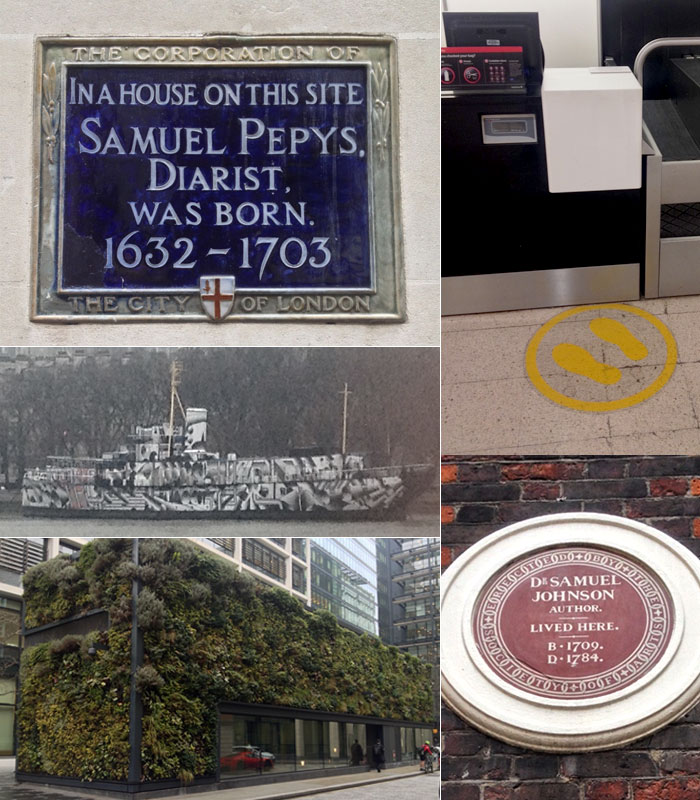 THE CORPORATION OF
IN A HOUSE ON THIS SITE
SAMUEL PEPYS,
DIARIST,
WAS BORN.
1632 – 1703
THE CITY OF LONDON
DR SAMUEL
JOHNSON
AUTHOR.
LIVED HERE.
B·1709.
D·1784.